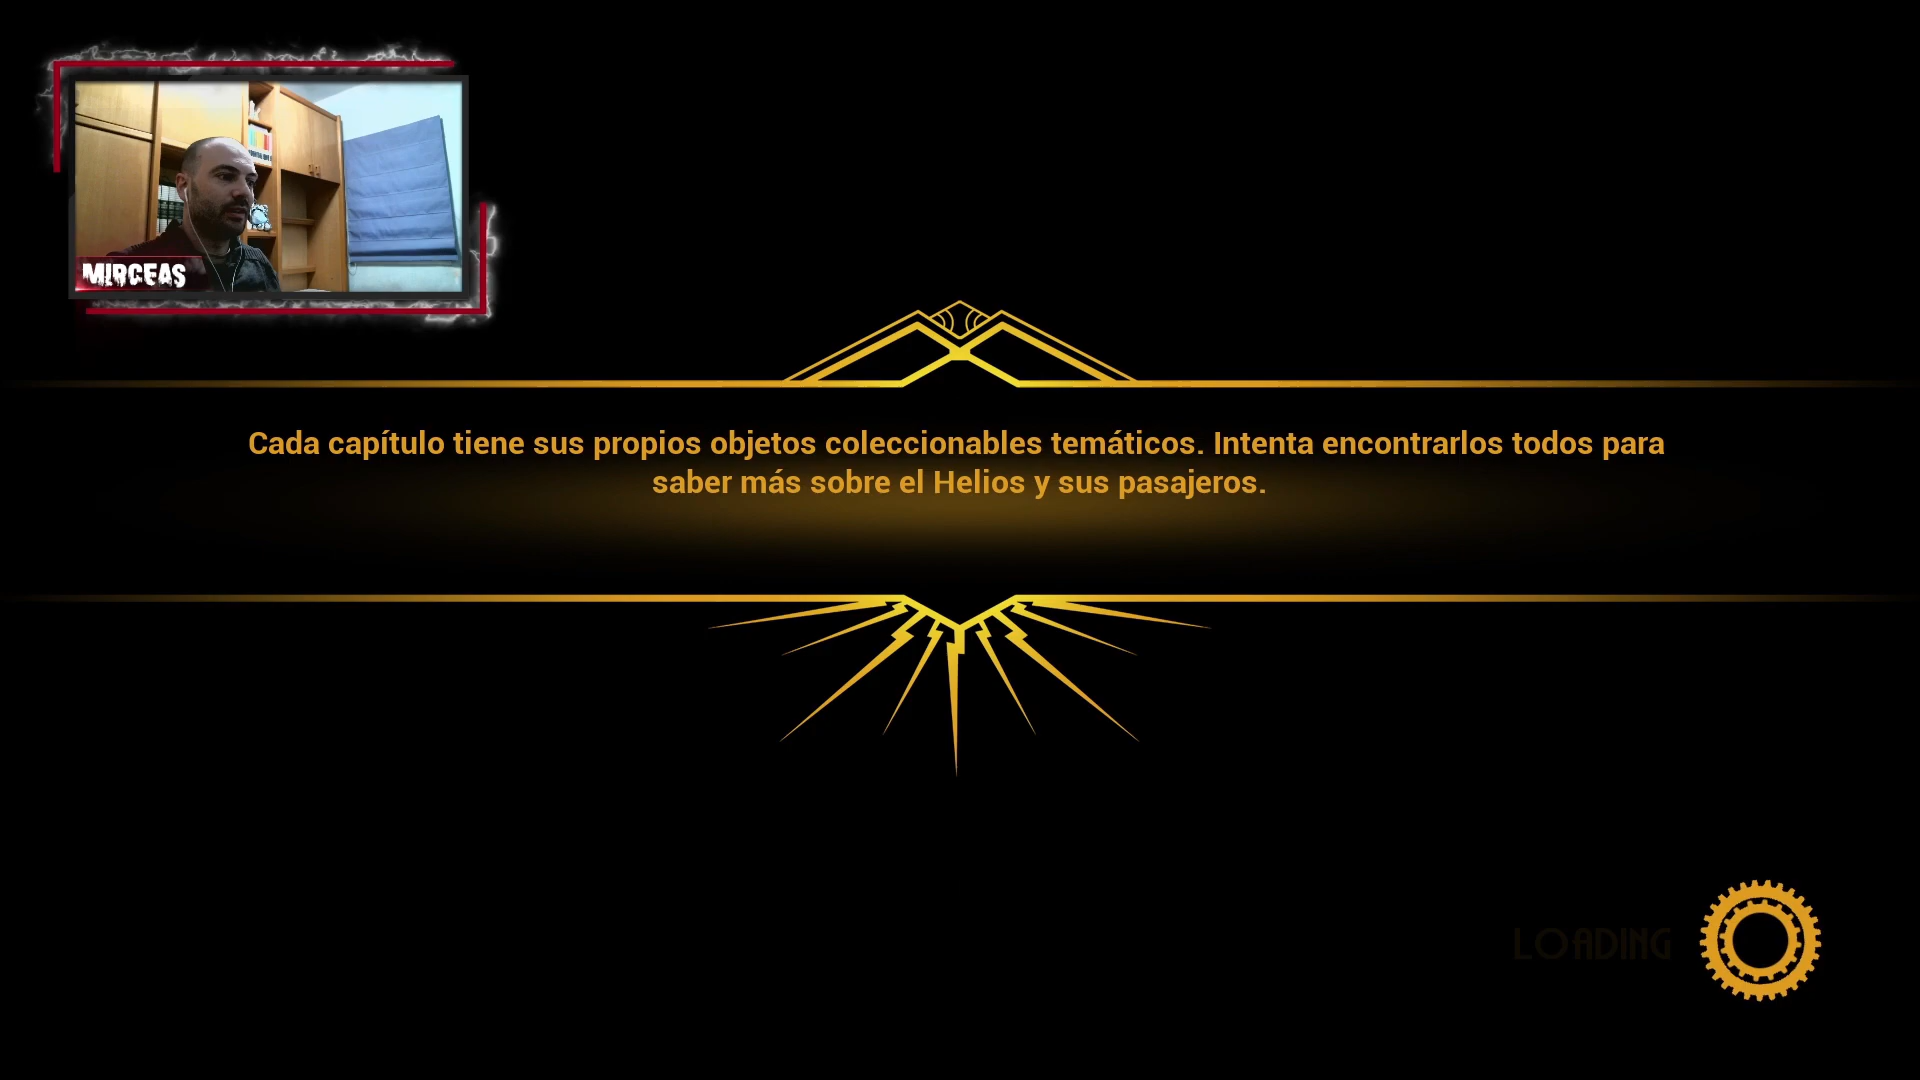 MIRCEAS
Cada capítulo tiene sus propios objetos coleccionables temáticos. Intenta encontrarlos todos para
saber más sobre el Helios y sus pasajeros.
LOADING